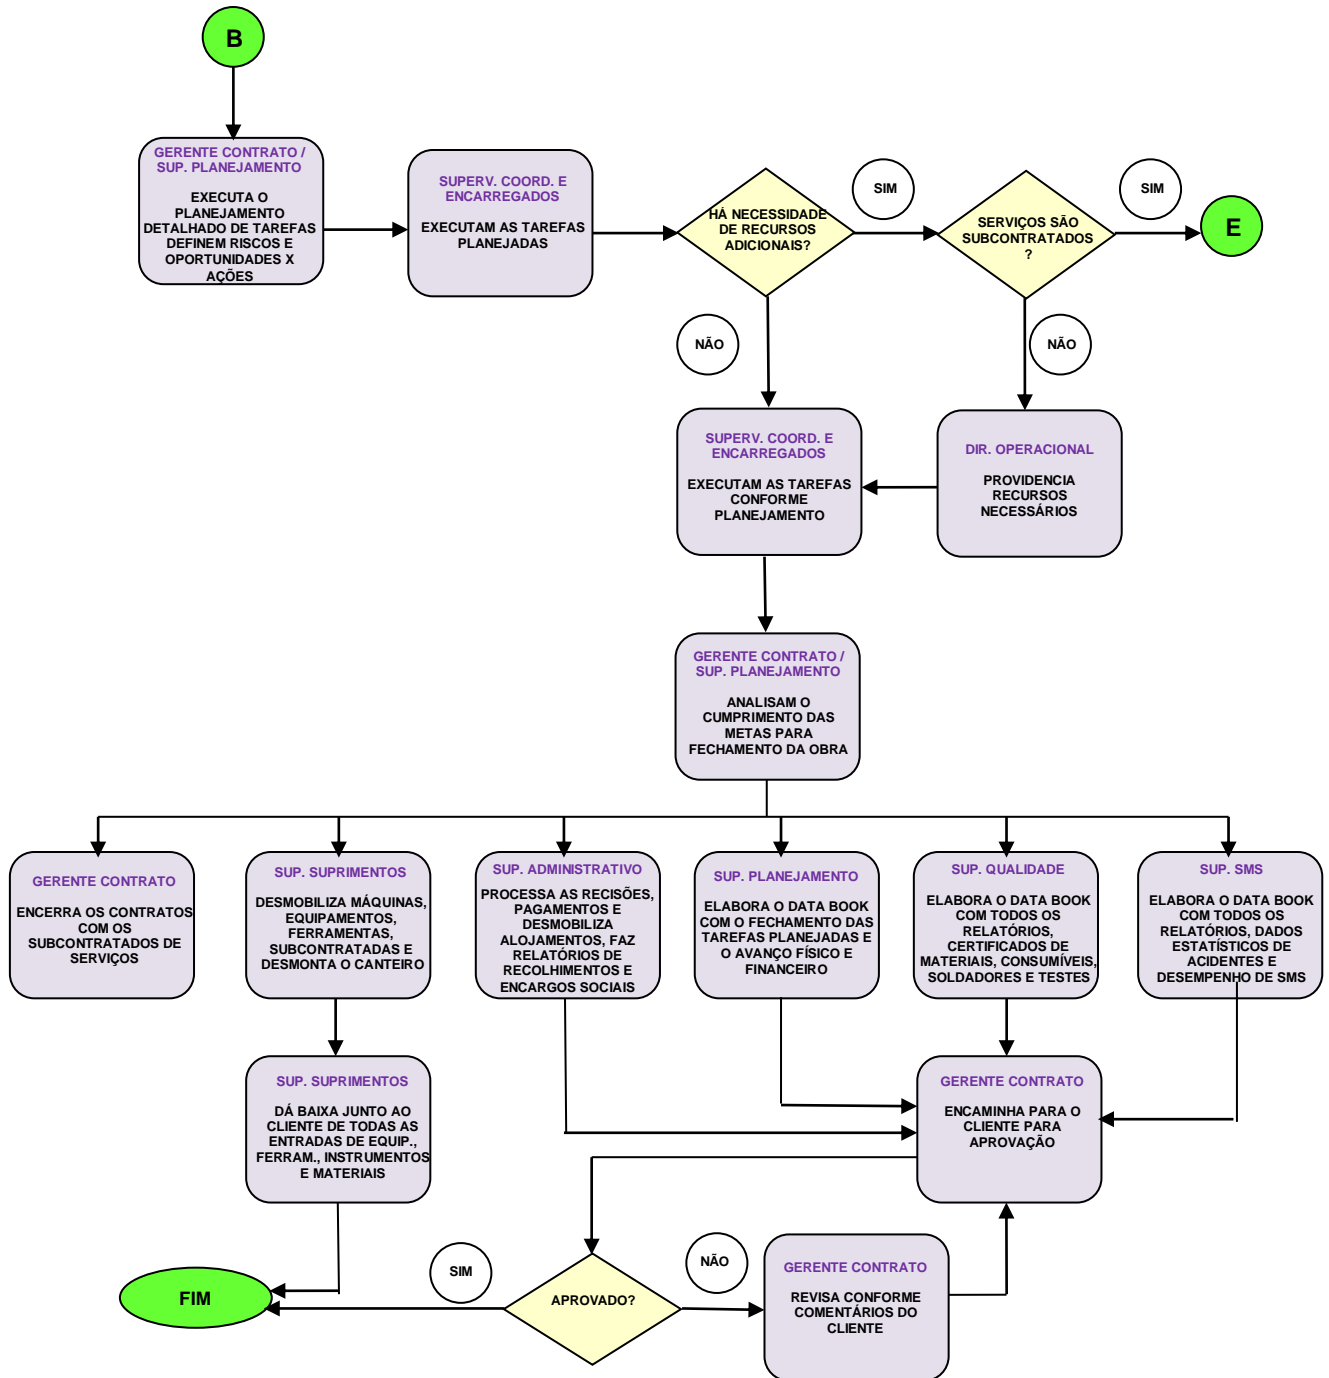 B
GERENTE CONTRATO /
SUP. PLANEJAMENTO
EXECUTA O
PLANEJAMENTO
DETALHADO DE TAREFAS
DEFINEM RISCOS E
OPORTUNIDADES X
AÇÕES
SUPERV. COORD. E
ENCARREGADOS
EXECUTAM AS TAREFAS
PLANEJADAS
HÁ NECESSIDADE
DE RECURSOS
ADICIONAIS?
SIM
SERVIÇOS SÃO
SUBCONTRATADOS
?
SIM
E
NÃO
NÃO
SUPERV. COORD. E
ENCARREGADOS
EXECUTAM AS TAREFAS
CONFORME
PLANEJAMENTO
DIR. OPERACIONAL
PROVIDENCIA
RECURSOS
NECESSÁRIOS
GERENTE CONTRATO /
SUP. PLANEJAMENTO
ANALISAM O
CUMPRIMENTO DAS
METAS PARA
FECHAMENTO DA OBRA
GERENTE CONTRATO
ENCERRA OS CONTRATOS
COM OS
SUBCONTRATADOS DE
SERVIÇOS
SUP. SUPRIMENTOS
DESMOBILIZA MÁQUINAS,
EQUIPAMENTOS,
FERRAMENTAS,
SUBCONTRATADAS E
DESMONTA O CANTEIRO
SUP. ADMINISTRATIVO
PROCESSA AS RECISÕES,
PAGAMENTOS E
DESMOBILIZA
ALOJAMENTOS, FAZ
RELATÓRIOS DE
RECOLHIMENTOS E
ENCARGOS SOCIAIS
SUP. PLANEJAMENTO
ELABORA O DATA BOOK
COM O FECHAMENTO DAS
TAREFAS PLANEJADAS E
O AVANÇO FÍSICO E
FINANCEIRO
SUP. QUALIDADE
ELABORA O DATA BOOK
COM TODOS OS
RELATÓRIOS,
CERTIFICADOS DE
MATERIAIS, CONSUMÍVEIS,
SOLDADORES E TESTES
SUP. SMS
ELABORA O DATA BOOK
COM TODOS OS
RELATÓRIOS, DADOS
ESTATÍSTICOS DE
ACIDENTES E
DESEMPENHO DE SMS
SUP. SUPRIMENTOS
DÁ BAIXA JUNTO AO
CLIENTE DE TODAS AS
ENTRADAS DE EQUIP.,
FERRAM., INSTRUMENTOS
E MATERIAIS
GERENTE CONTRATO
ENCAMINHA PARA O
CLIENTE PARA
APROVAÇÃO
FIM
SIM
APROVADO?
NÃO
GERENTE CONTRATO
REVISA CONFORME
COMENTÁRIOS DO
CLIENTE